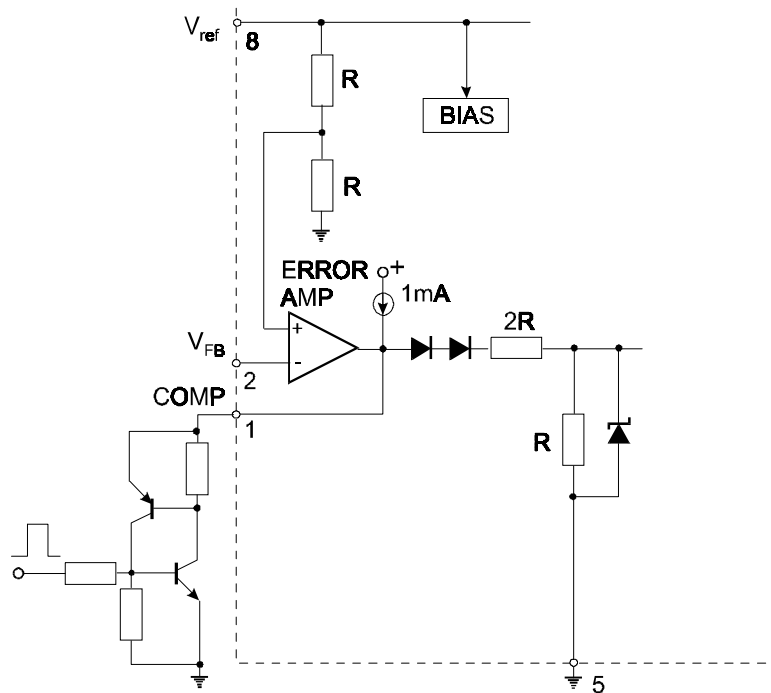 Vref
8
R
BIAS
R
ERROR
AMP
+
1mA
+
-
2R
VFB
2
COMP
1
R
5